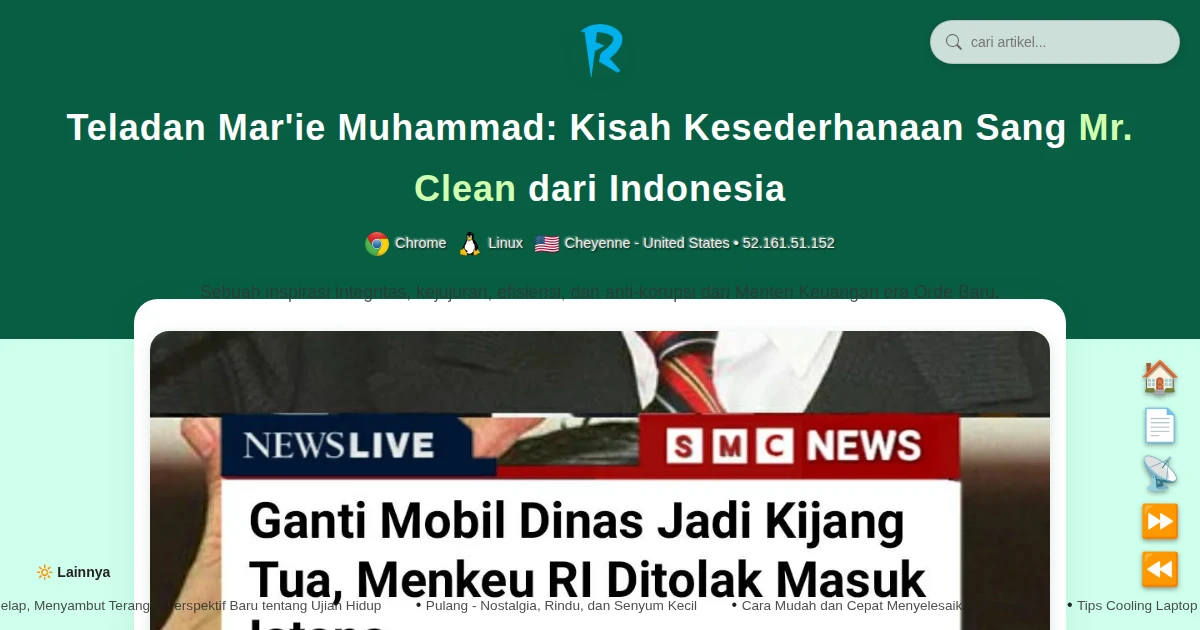 cari artikel...
Teladan Mar'ie Muhammad: Kisah Kesederhanaan Sang Mr.
Clean dari Indonesia
Chrome Linux Cheyenne - United States • 52.161.51.152
Sebuah inspirasi integritas, kejujuran, efisiensi, dan anti-korupsi dari Menteri Keuangan era Orde Baru.
NEWSLIVE
SMC NEWS
Ganti Mobil Dinas Jadi Kijang
Tua, Menkeu RI Ditolak Masuk
Lainnya
elap, Menyambut Terang
erspektif Baru tentang Ujian Hidup
• Pulang - Nostalgia, Rindu, dan Senyum Kecil
• Cara Mudah dan Cepat Menyelesaik
• Tips Cooling Laptop